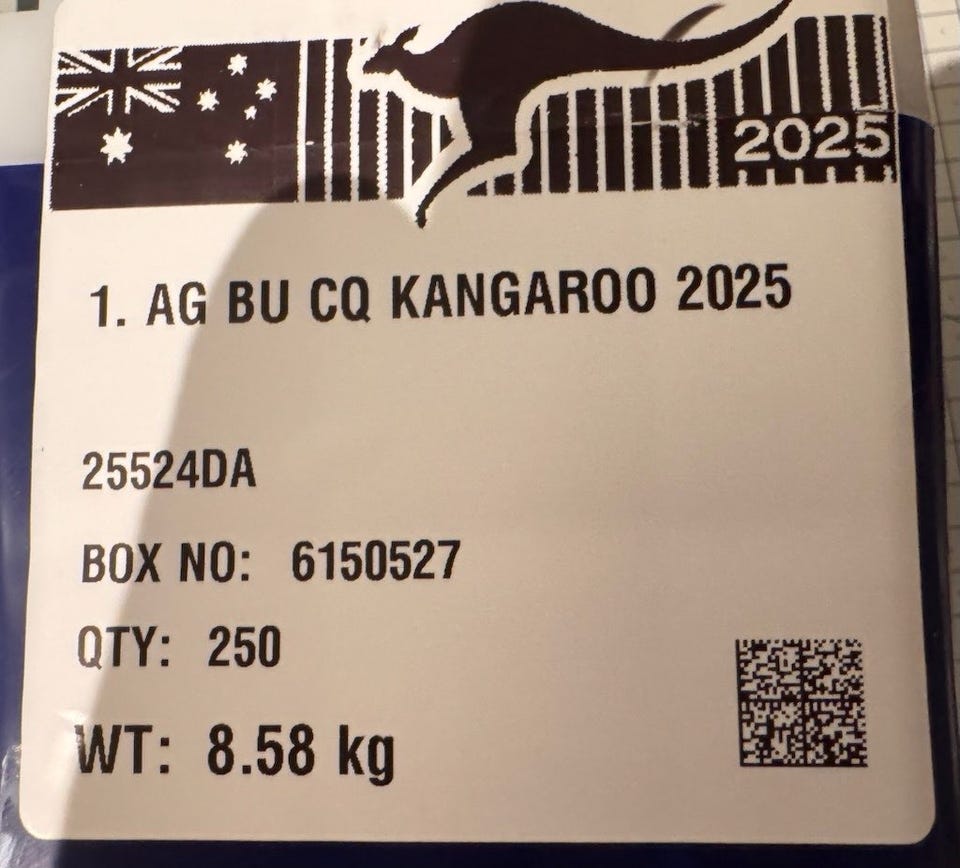 2025
1. AG BU CQ KANGAROO 2025
25524DA
BOX NO: 6150527
QTY: 250
WT: 8.58 kg